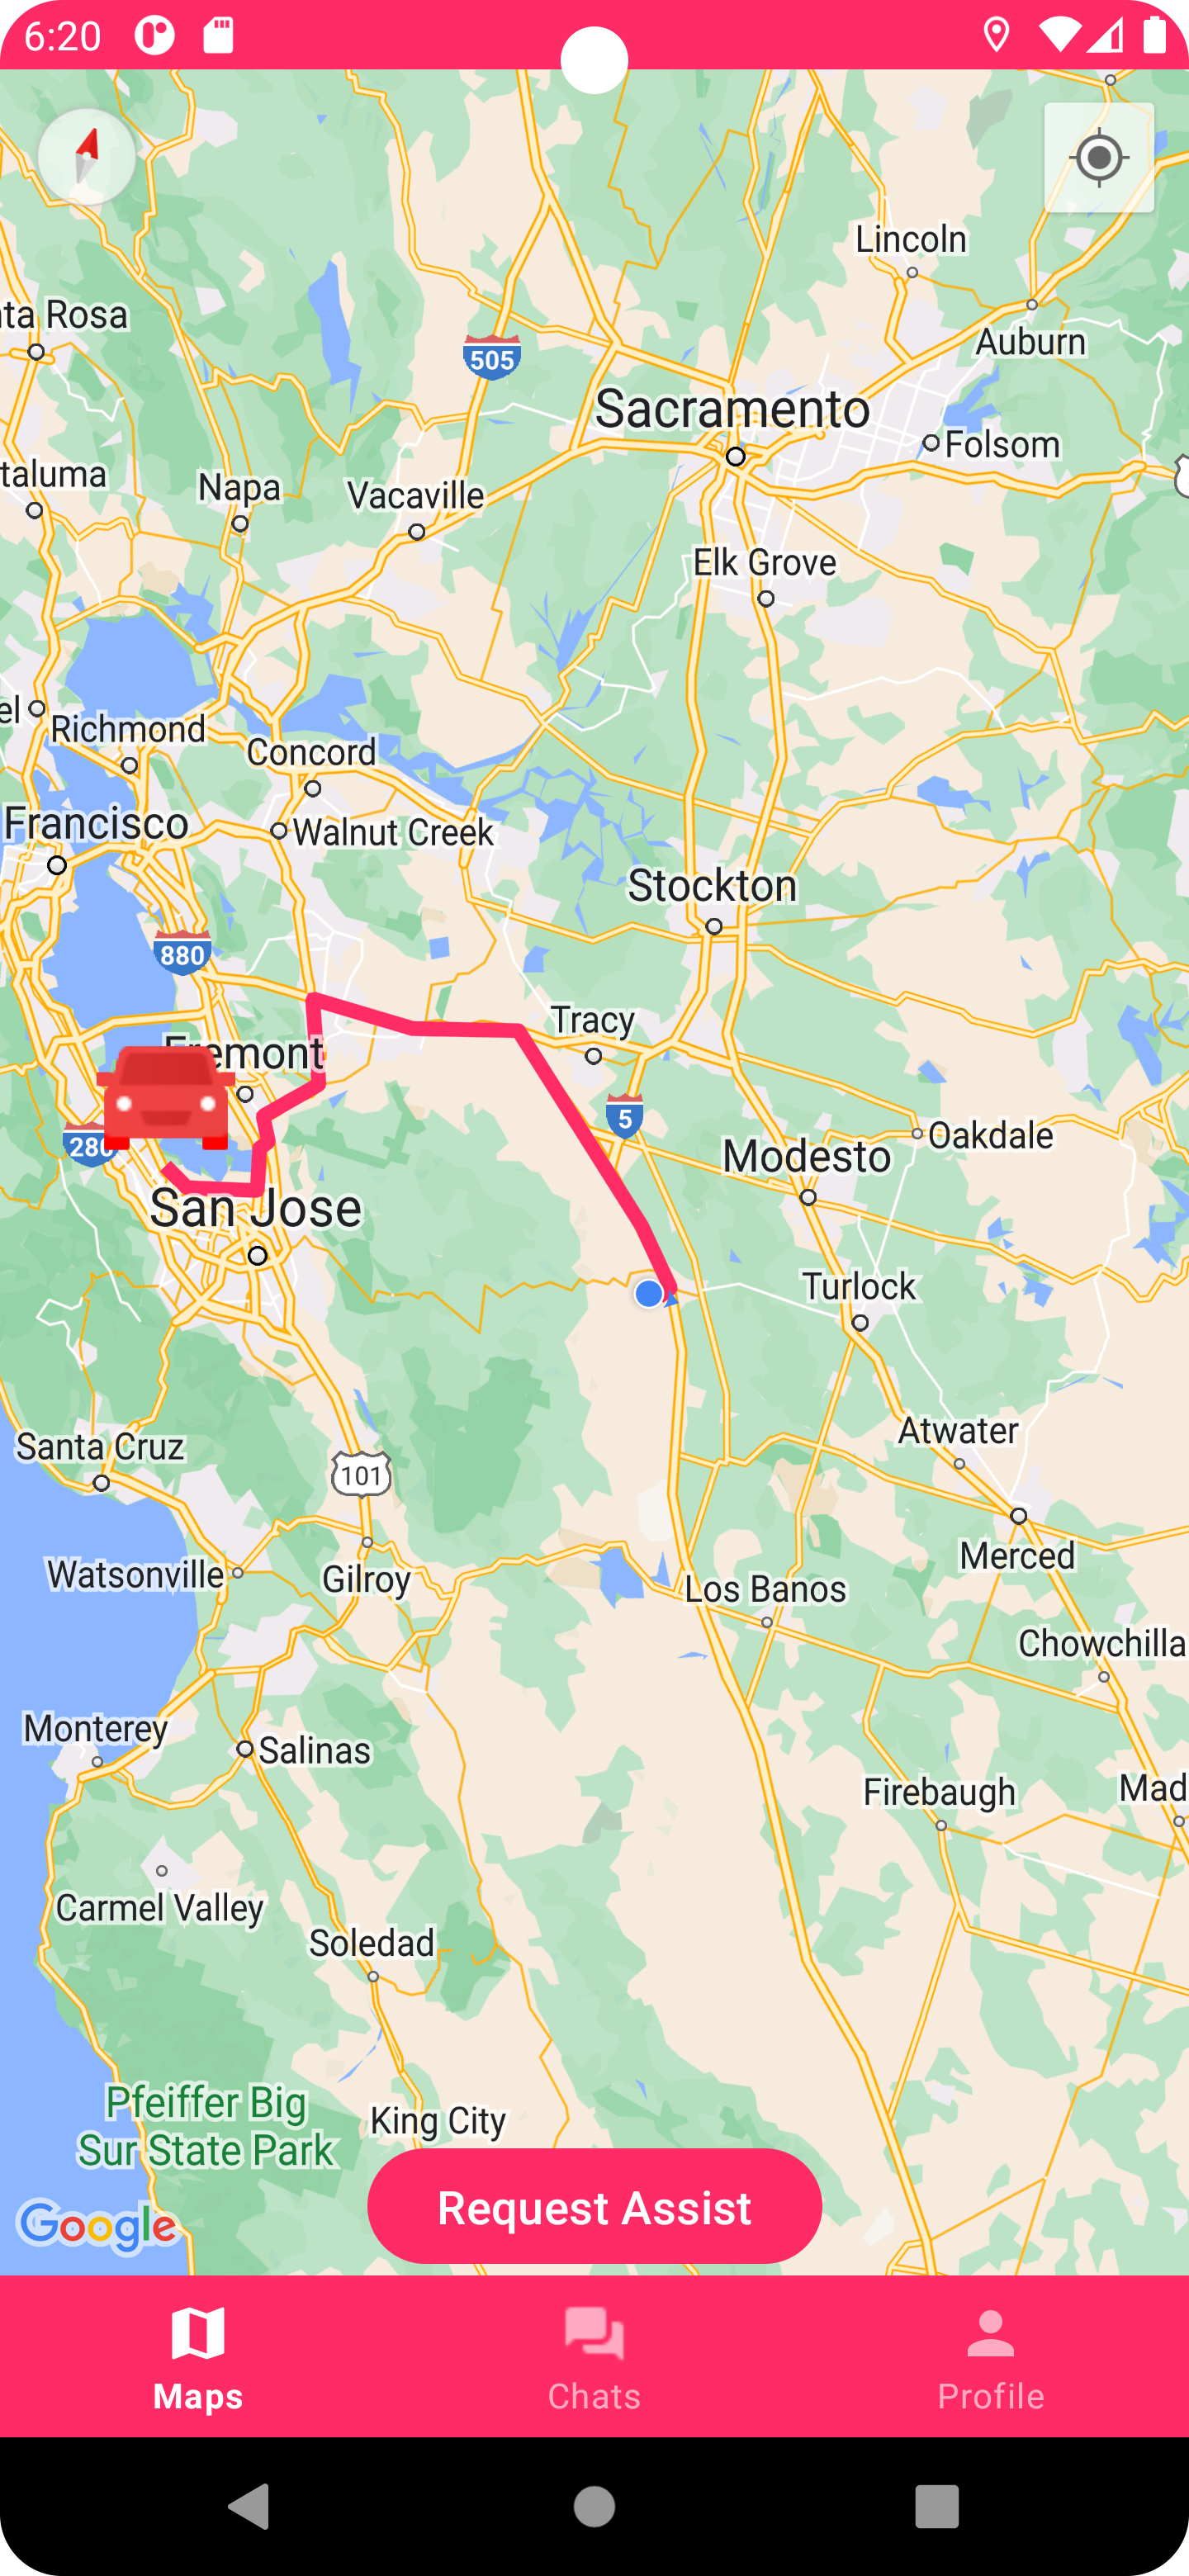 6:20
Lincoln
nta Rosa
Auburn
505
Sacramento
Folsom
taluma
Napa
Vacaville
Elk Grove
el
Richmond
Concord
Francisco
Walnut Creek
Stockton
880
Tracy
Fremont
5
280
Oakdale
Modesto
San Jose
Turlock
Atwater
Santa Cruz
101
Merced
Watsonville
Gilroy
Los Banos
Chowchilla
Monterey
Salinas
Firebaugh
Mad
Carmel Valley
Soledad
Pfeiffer Big
Sur State Park
King City
Request Assist
Google
Maps
Chats
Profile